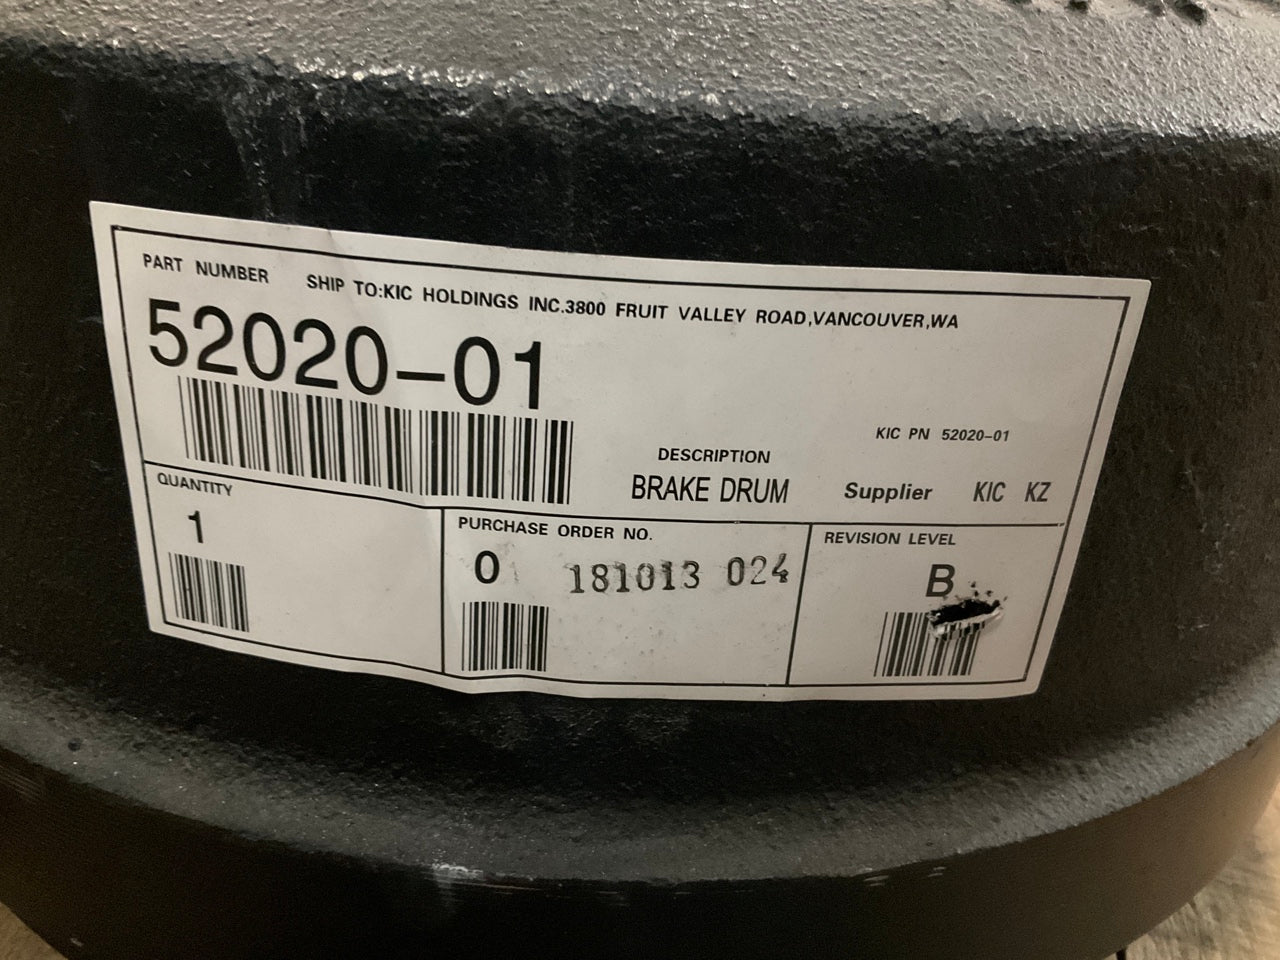 PART NUMBER SHIP TO:KIC HOLDINGS INC.3800 FRUIT VALLEY ROAD,VANCOUVER,WA
52020-01
KIC PN 52020-01
DESCRIPTION
BRAKE DRUM Supplier KIC KZ
QUANTITY
1
PURCHASE ORDER NO.
0 181013 024
REVISION LEVEL
B